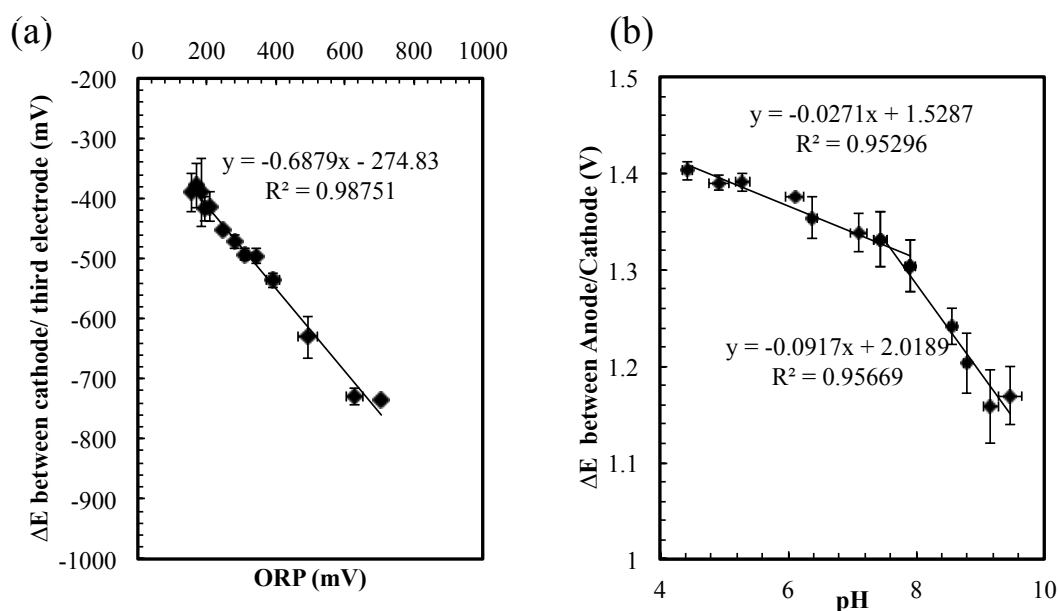 (a)
0 200 400 600 800 1000
-200
-300
-400
-500
-600
-700
-800
-900
-1000
ΔE between cathode/ third electrode (mV)
y = -0.6879x - 274.83
R² = 0.98751
ORP (mV)
(b)
1.5
1.4
1.3
1.2
1.1
1
ΔE between Anode/Cathode (V)
y = -0.0271x + 1.5287
R² = 0.95296
y = -0.0917x + 2.0189
R² = 0.95669
4 6 8 10
pH